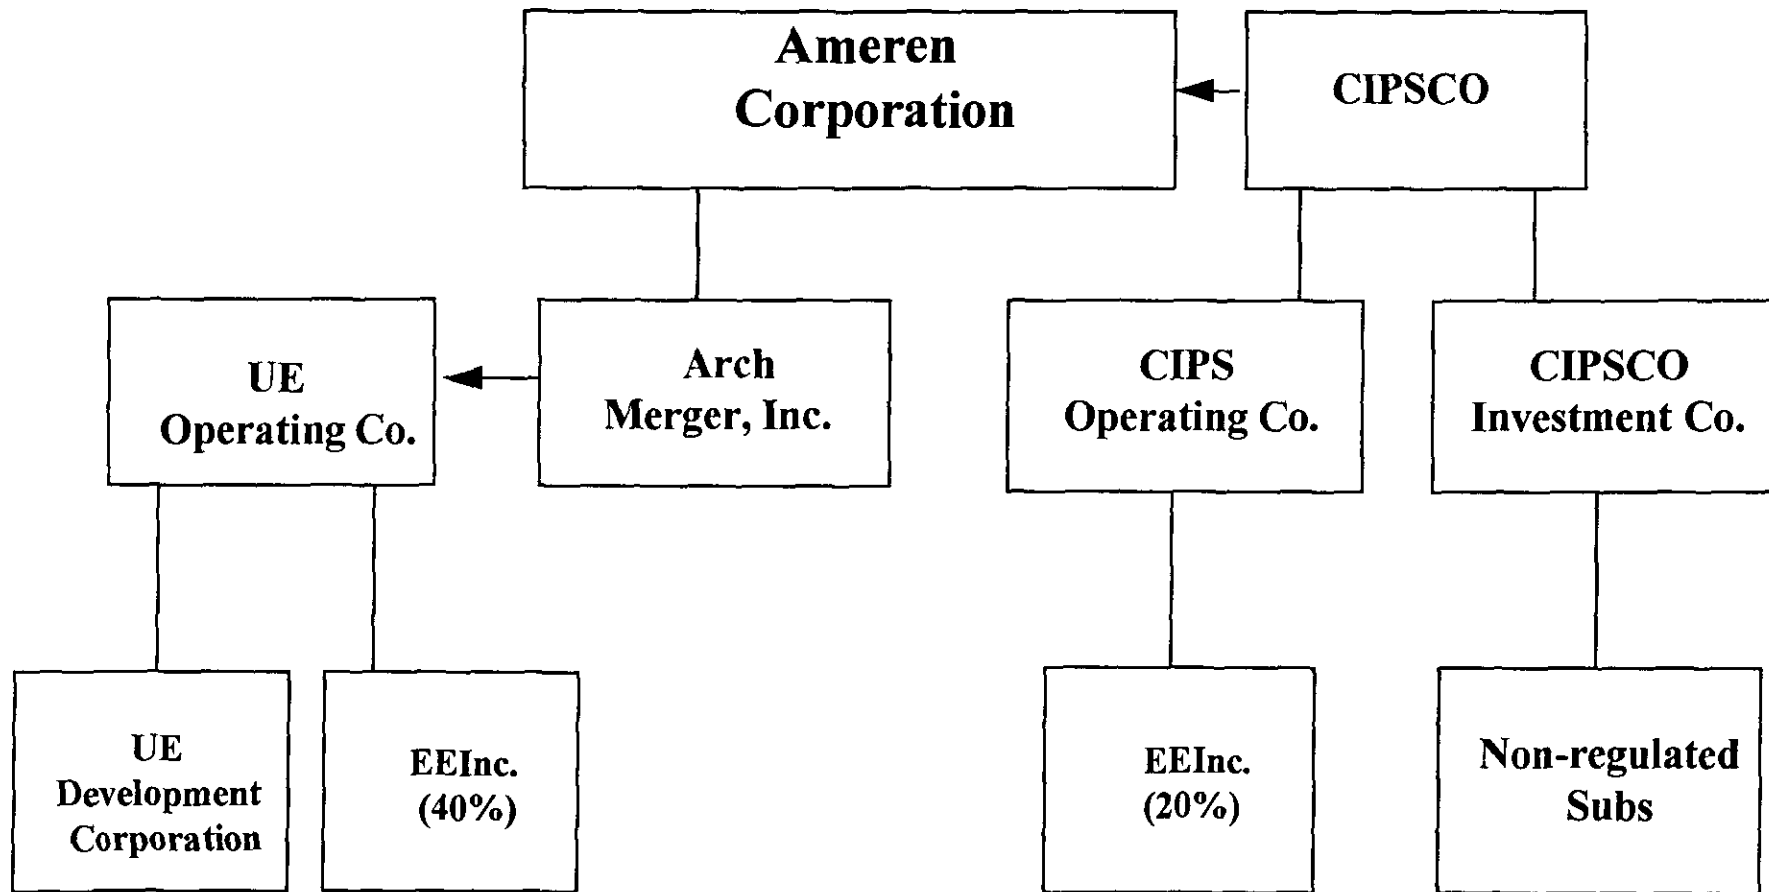 Ameren
Corporation
CIPSCO
UE
Operating Co.
Arch
Merger, Inc.
CIPS
Operating Co.
CIPSCO
Investment Co.
UE
Development
Corporation
EEInc.
(40%)
EEInc.
(20%)
Non-regulated
Subs